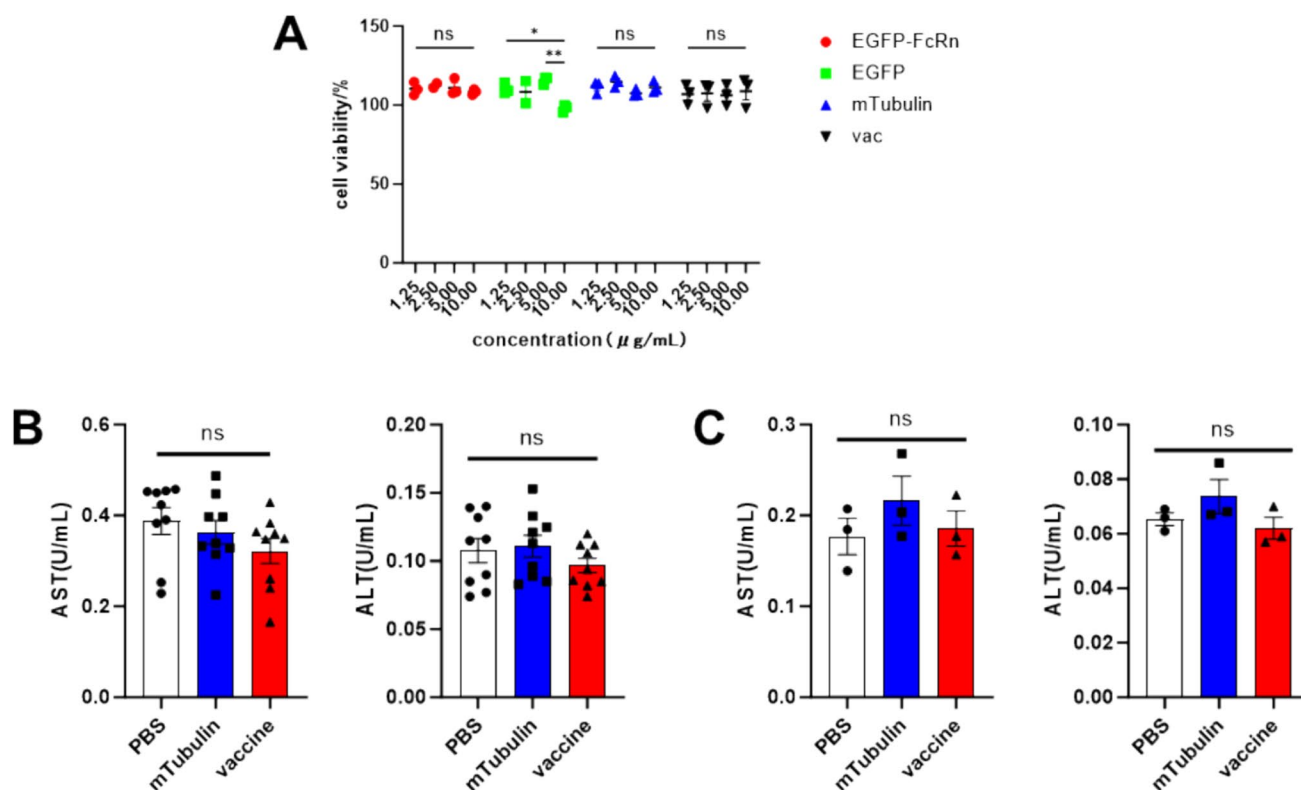 A
150
100
50
0
cell viability/%
ns
*
**
ns
ns
1.25
2.50
5.00
10.00
1.25
2.50
5.00
10.00
1.25
2.50
5.00
10.00
1.25
2.50
5.00
10.00
concentration(μg/mL)
EGFP-FcRn
EGFP
mTubulin
vac
B
0.6
0.4
0.2
0.0
AST(U/mL)
ns
PBS
mTubulin
vaccine
0.20
0.15
0.10
0.05
0.00
ALT(U/mL)
ns
PBS
mTubulin
vaccine
C
0.3
0.2
0.1
0.0
AST(U/mL)
ns
PBS
mTubulin
vaccine
0.10
0.08
0.06
0.04
0.02
0.00
ALT(U/mL)
ns
PBS
mTubulin
vaccine